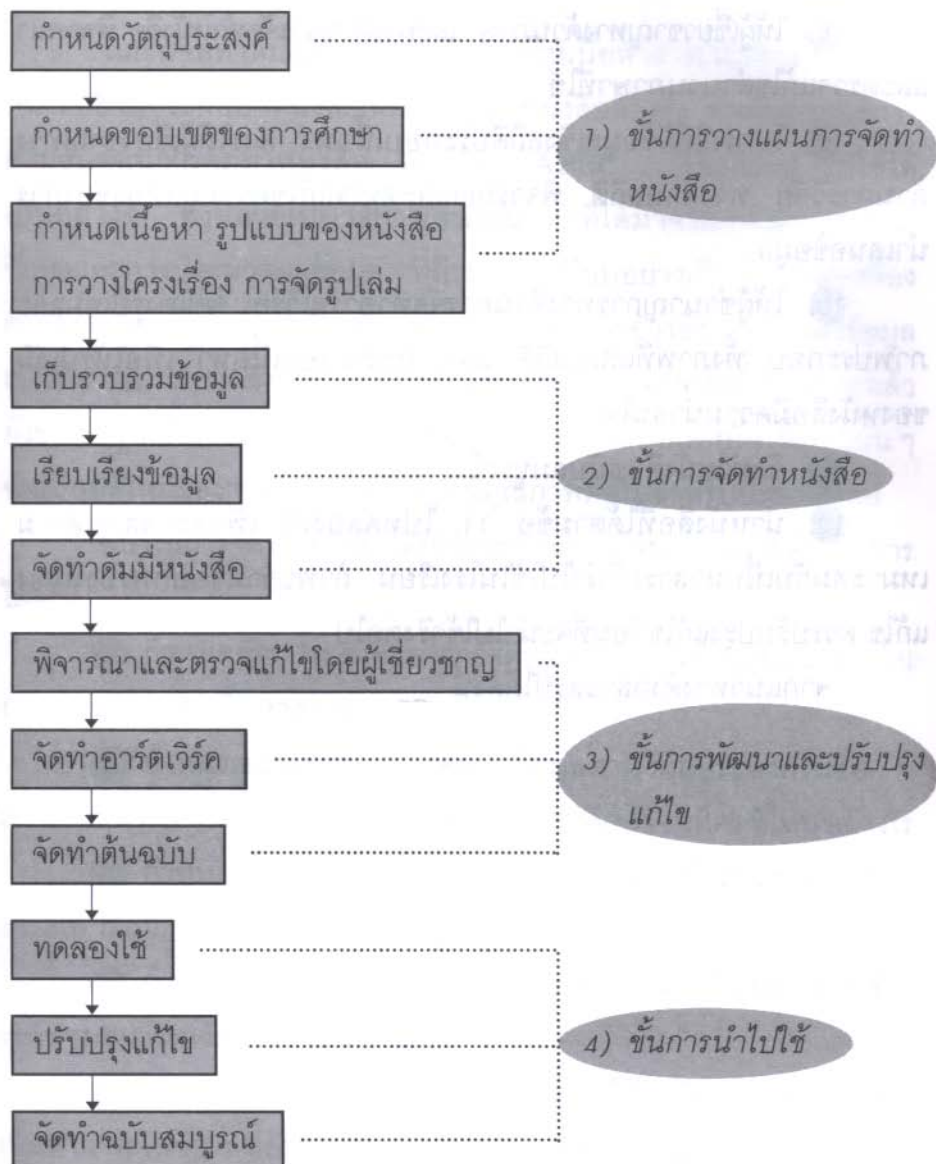 กำหนดวัตถุประสงค์
กำหนดขอบเขตของการศึกษา
กำหนดเนื้อหา รูปแบบของหนังสือ
การวางโครงเรื่อง การจัดรูปเล่ม
1) ขั้นการวางแผนการจัดทำ
หนังสือ
เก็บรวบรวมข้อมูล
เรียบเรียงข้อมูล
จัดทำดัมมี่หนังสือ
2) ขั้นการจัดทำหนังสือ
พิจารณาและตรวจแก้ไขโดยผู้เชี่ยวชาญ
จัดทำอาร์ตเวิร์ค
จัดทำต้นฉบับ
3) ขั้นการพัฒนาและปรับปรุง
แก้ไข
ทดลองใช้
ปรับปรุงแก้ไข
จัดทำฉบับสมบูรณ์
4) ขั้นการนำไปใช้